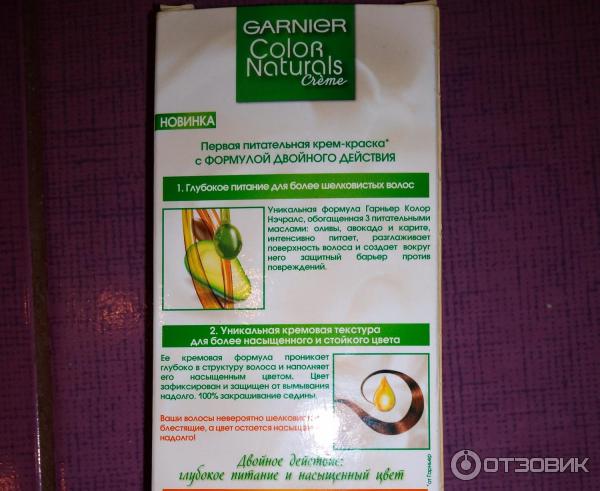 GARNIER
Color
Naturals
Crème
НОВИНКА
Первая питательная крем-краска*
с ФОРМУЛОЙ ДВОЙНОГО ДЕЙСТВИЯ
1. Глубокое питание для более шелковистых волос
Уникальная формула Гарньер Колор
Нэчралс, обогащенная 3 питательными
маслами: оливы, авокадо и карите,
интенсивно питает, разглаживает
поверхность волоса и создает вокруг
него защитный барьер против
повреждений.
2. Уникальная кремовая текстура
для более насыщенного и стойкого цвета
Ее кремовая формула проникает
глубоко в структуру волоса и наполняет
его насыщенным цветом. Цвет
зафиксирован и защищен от вымывания
надолго. 100% закрашивание седины.
Ваши волосы невероятно шелковист
блестящие, а цвет остается насыщ
надолго!
Двойное действие:
глубокое питание и насыщенный цвет
*от Гарньер
ОТЗОВИК